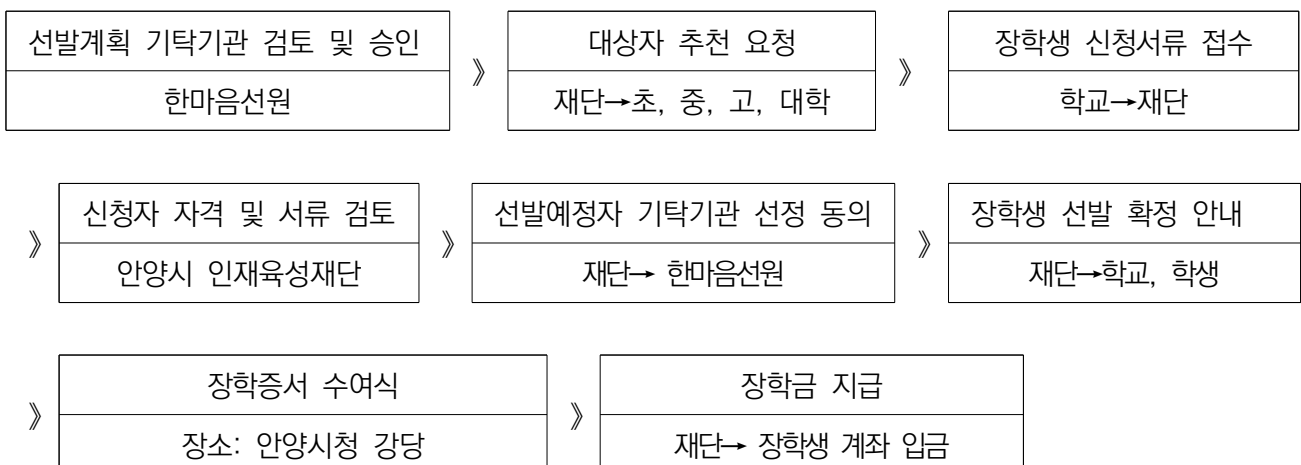 선발계획 기탁기관 검토 및 승인
한마음선원
》
대상자 추천 요청
재단→초, 중, 고, 대학
》
장학생 신청서류 접수
학교→재단
》
신청자 자격 및 서류 검토
안양시 인재육성재단
》
선발예정자 기탁기관 선정 동의
재단→ 한마음선원
》
장학생 선발 확정 안내
재단→학교, 학생
》
장학증서 수여식
장소: 안양시청 강당
》
장학금 지급
재단→ 장학생 계좌 입금